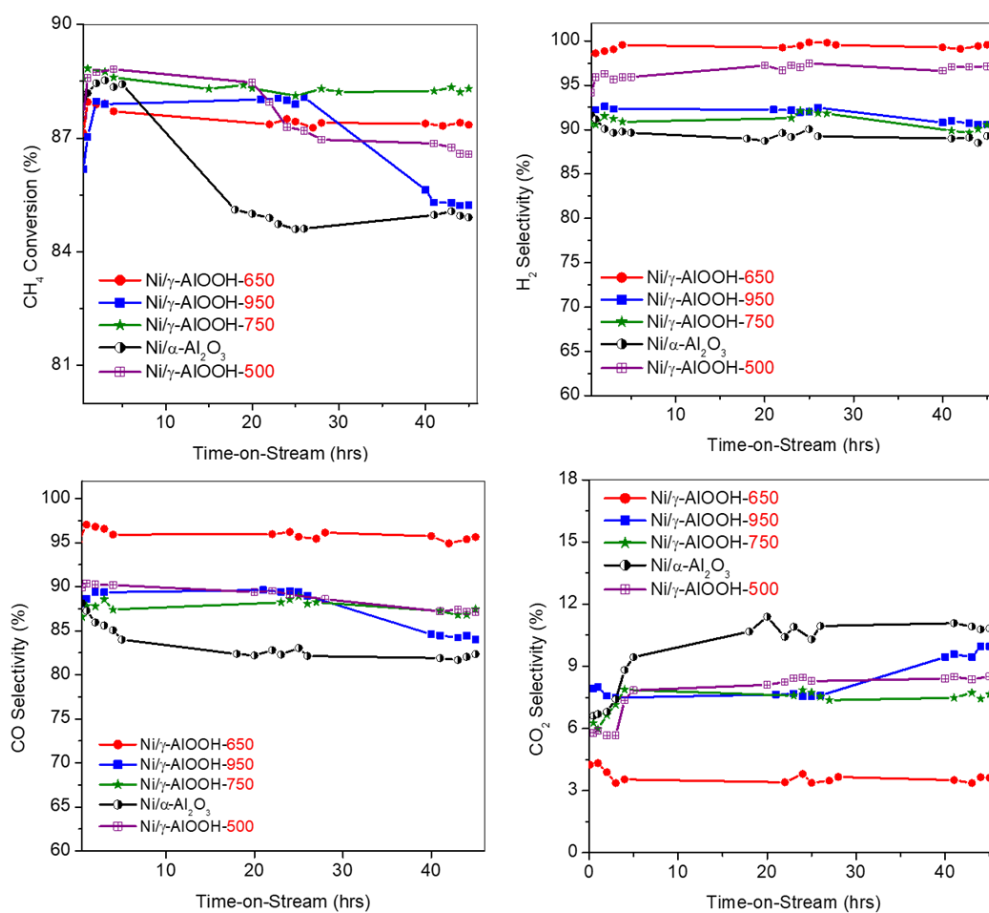 CH₄ Conversion (%)
90
87
84
81
10 20 30 40
Time-on-Stream (hrs)
Ni/γ-AlOOH-650
Ni/γ-AlOOH-950
Ni/γ-AlOOH-750
Ni/α-Al₂O₃
Ni/γ-AlOOH-500
H₂ Selectivity (%)
100
95
90
85
80
75
70
65
60
10 20 30 40
Time-on-Stream (hrs)
Ni/γ-AlOOH-650
Ni/γ-AlOOH-950
Ni/γ-AlOOH-750
Ni/α-Al₂O₃
Ni/γ-AlOOH-500
CO Selectivity (%)
100
95
90
85
80
75
70
65
60
10 20 30 40
Time-on-Stream (hrs)
Ni/γ-AlOOH-650
Ni/γ-AlOOH-950
Ni/γ-AlOOH-750
Ni/α-Al₂O₃
Ni/γ-AlOOH-500
CO₂ Selectivity (%)
18
15
12
9
6
3
0
0 10 20 30 40
Time-on-Stream (hrs)
Ni/γ-AlOOH-650
Ni/γ-AlOOH-950
Ni/γ-AlOOH-750
Ni/α-Al₂O₃
Ni/γ-AlOOH-500